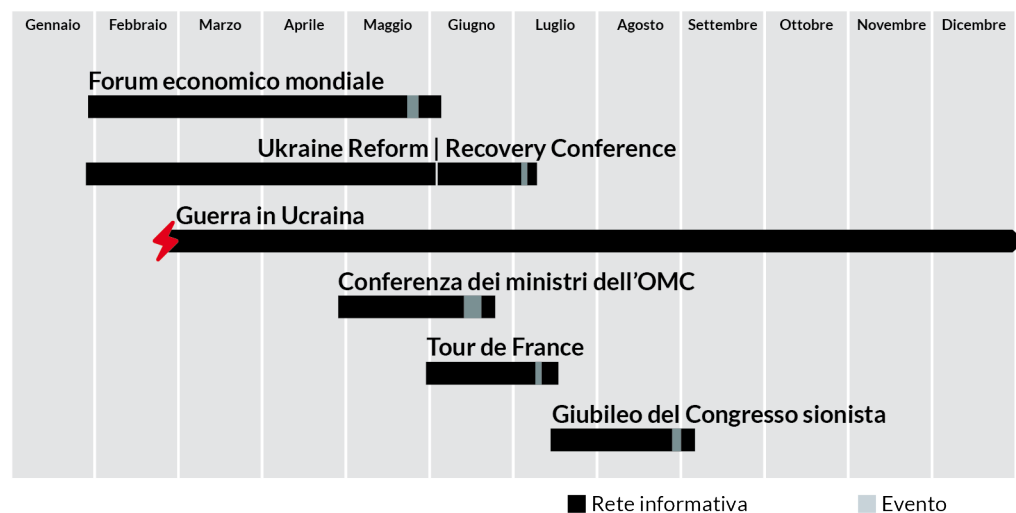 Gennaio Febbraio Marzo Aprile Maggio Giugno Luglio Agosto Settembre Ottobre Novembre Dicembre
Forum economico mondiale
Ukraine Reform | Recovery Conference
Guerra in Ucraina
Conferenza dei ministri dell’OMC
Tour de France
Giubileo del Congresso sionista
Rete informativa Evento